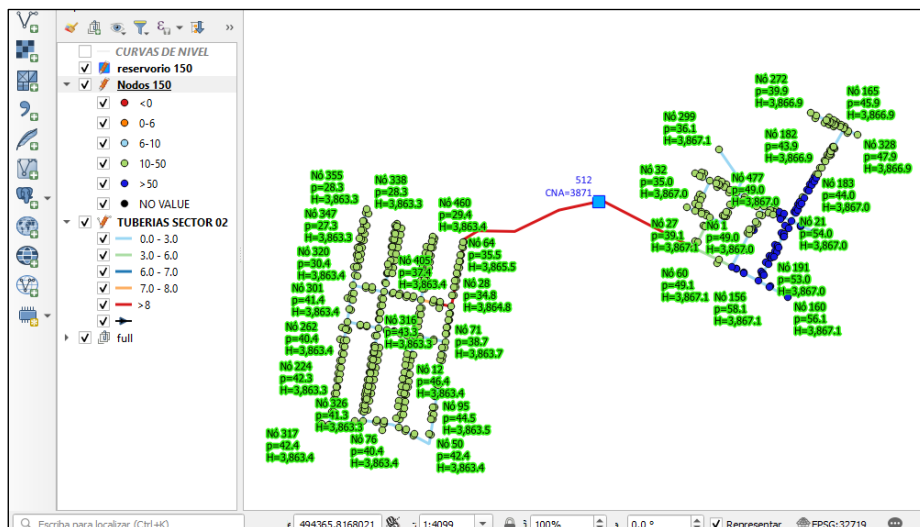 CURVAS DE NIVEL
reservorio 150
Nodos 150
<0
0-6
6-10
10-50
>50
NO VALUE
TUBERIAS SECTOR 02
0.0 - 3.0
3.0 - 6.0
6.0 - 7.0
7.0 - 8.0
>8
full
Nó 355
p=28.3
H=3,863.3
Nó 338
p=28.3
H=3,863.3
Nó 347
p=27.3
H=3,863.3
Nó 460
p=29.4
H=3,863.4
Nó 320
p=30.4
H=3,863.4
Nó 405
p=37.4
H=3,863.4
Nó 64
p=35.5
H=3,865.5
Nó 301
p=41.4
H=3,863.4
Nó 28
p=34.8
H=3,864.8
Nó 262
p=40.4
H=3,863.4
Nó 316
p=43.3
H=3,863.3
Nó 71
p=38.7
H=3,863.7
Nó 224
p=42.3
H=3,863.3
Nó 12
p=46.4
H=3,863.4
Nó 326
p=41.3
H=3,863.3
Nó 95
p=44.5
H=3,863.5
Nó 317
p=42.4
H=3,863.4
Nó 76
p=40.4
H=3,863.4
Nó 50
p=42.4
H=3,863.4
512
CNA=3871
Nó 272
p=39.9
H=3,866.9
Nó 165
p=45.9
H=3,866.9
Nó 299
p=36.1
H=3,867.1
Nó 182
p=43.9
H=3,866.9
Nó 328
p=47.9
H=3,866.9
Nó 32
p=35.0
H=3,867.0
Nó 477
p=49.0
H=3,867.0
Nó 183
p=44.0
H=3,867.0
Nó 27
p=39.1
H=3,867.1
Nó 1
p=49.0
H=3,867.0
Nó 21
p=54.0
H=3,867.0
Nó 60
p=49.1
H=3,867.1
Nó 191
p=53.0
H=3,867.0
Nó 156
p=58.1
H=3,867.1
Nó 160
p=56.1
H=3,867.1
Escriba para localizar (Ctrl+K)
494365.8168021
1:4099
100%
0.0 °
Representar
EPSG:32719